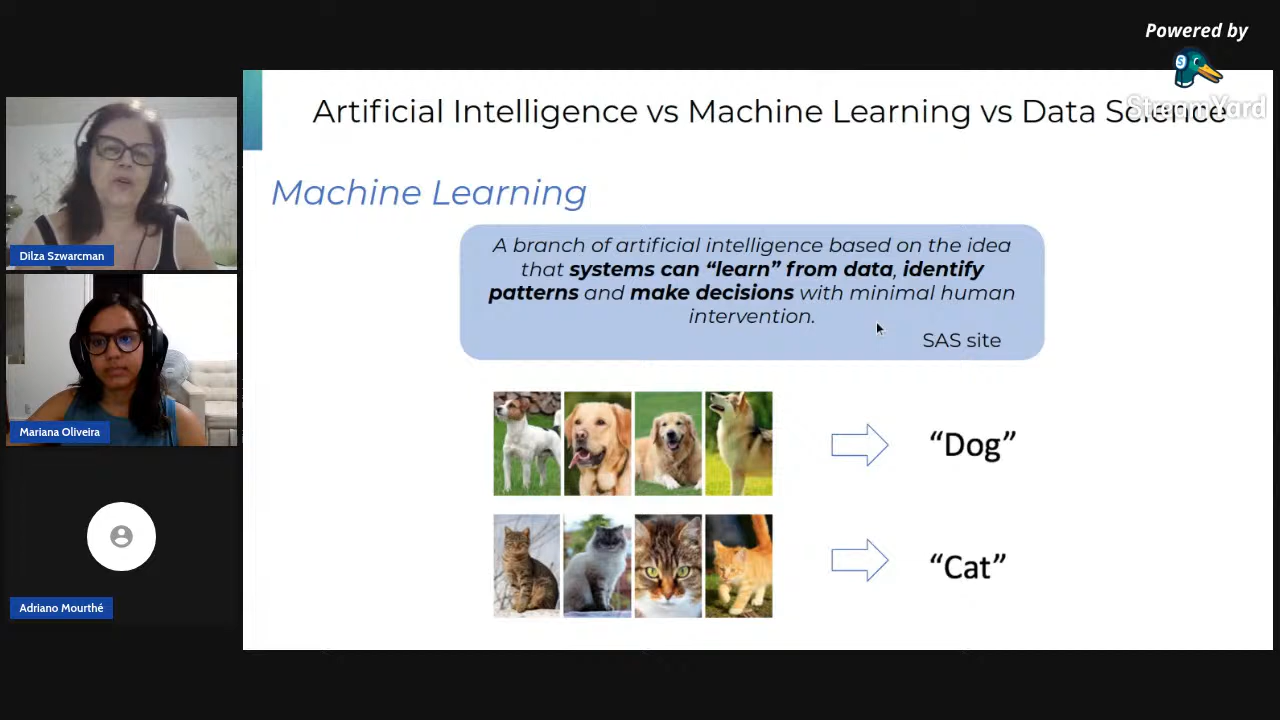 Powered by
StreamYard
Artificial Intelligence vs Machine Learning vs Data Science
Machine Learning
A branch of artificial intelligence based on the idea
that systems can “learn” from data, identify
patterns and make decisions with minimal human
intervention.
SAS site
“Dog”
“Cat”
Dilza Szwarcman
Mariana Oliveira
Adriano Mourthé